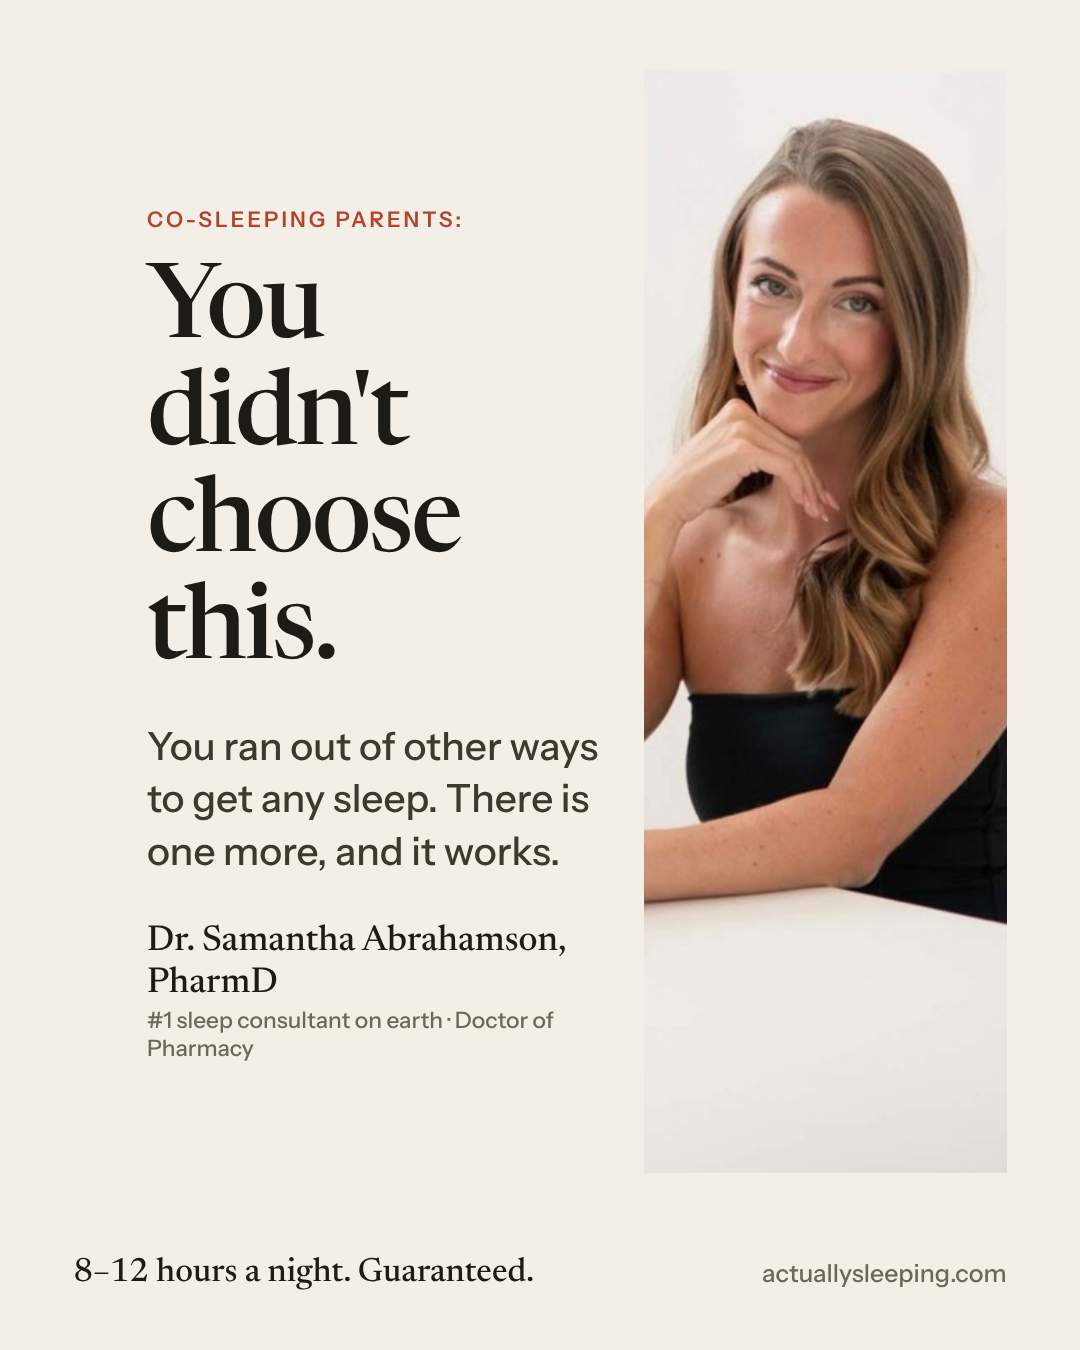 CO-SLEEPING PARENTS:
You
didn't
choose
this.
You ran out of other ways
to get any sleep. There is
one more, and it works.
Dr. Samantha Abrahamson,
PharmD
#1 sleep consultant on earth · Doctor of
Pharmacy
8–12 hours a night. Guaranteed.
actuallysleeping.com